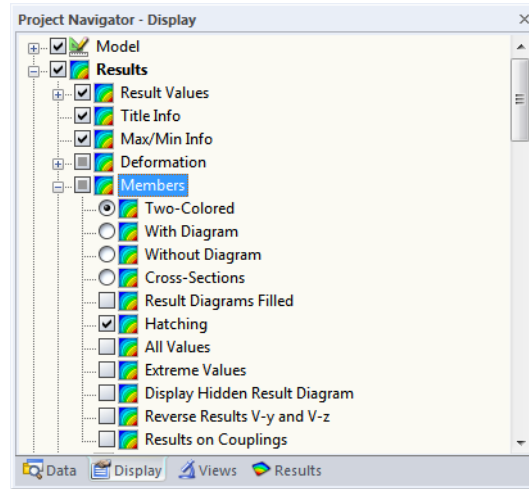 Project Navigator - Display
Model
Results
Result Values
Title Info
Max/Min Info
Deformation
Members
Two-Colored
With Diagram
Without Diagram
Cross-Sections
Result Diagrams Filled
Hatching
All Values
Extreme Values
Display Hidden Result Diagram
Reverse Results V-y and V-z
Results on Couplings
Data Display Views Results